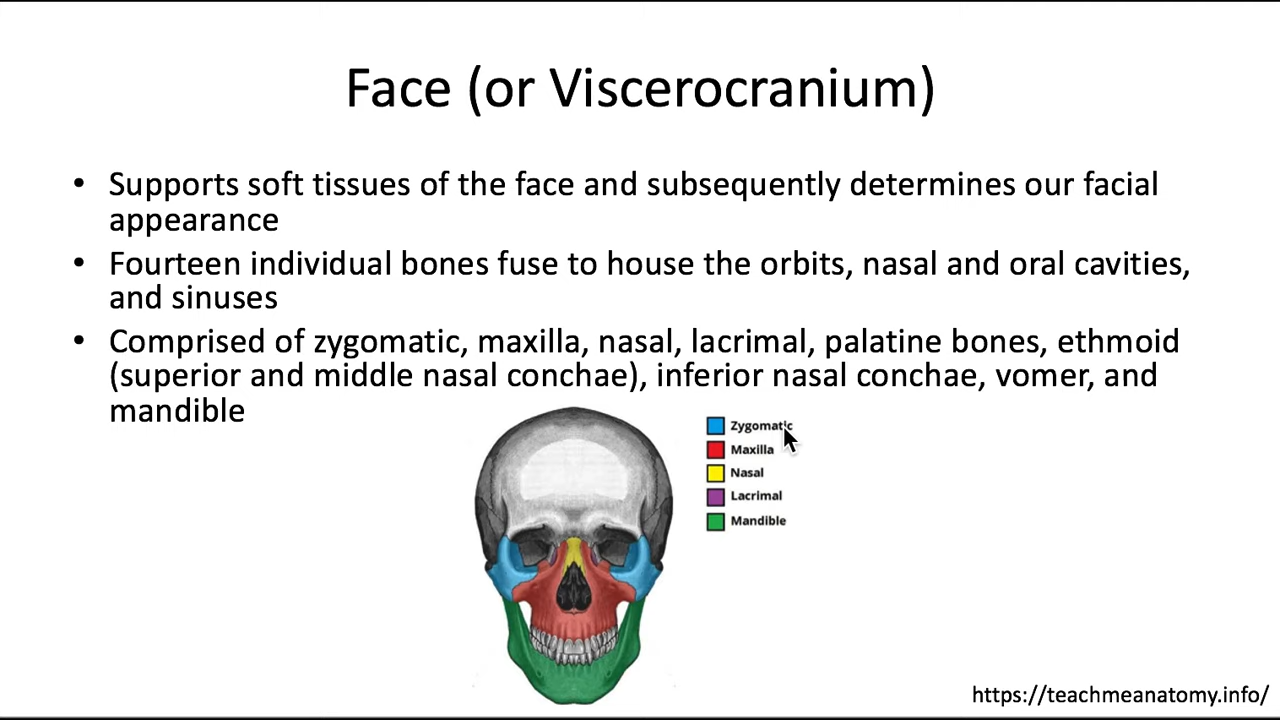 Face (or Viscerocranium)
• Supports soft tissues of the face and subsequently determines our facial
appearance
• Fourteen individual bones fuse to house the orbits, nasal and oral cavities,
and sinuses
• Comprised of zygomatic, maxilla, nasal, lacrimal, palatine bones, ethmoid
(superior and middle nasal conchae), inferior nasal conchae, vomer, and
mandible
Zygomatic
Maxilla
Nasal
Lacrimal
Mandible
https://teachmeanatomy.info/